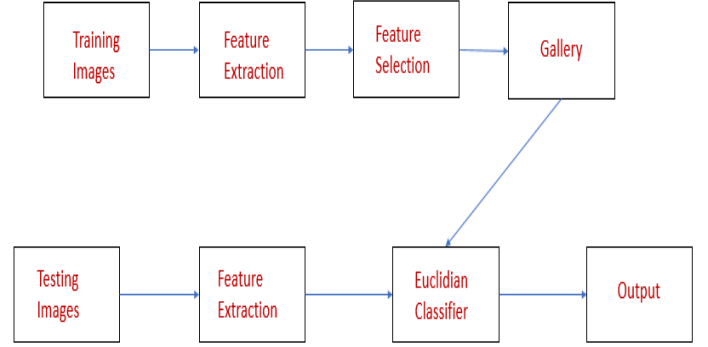 Training
Images
Feature
Extraction
Feature
Selection
Gallery
Testing
Images
Feature
Extraction
Euclidian
Classifier
Output